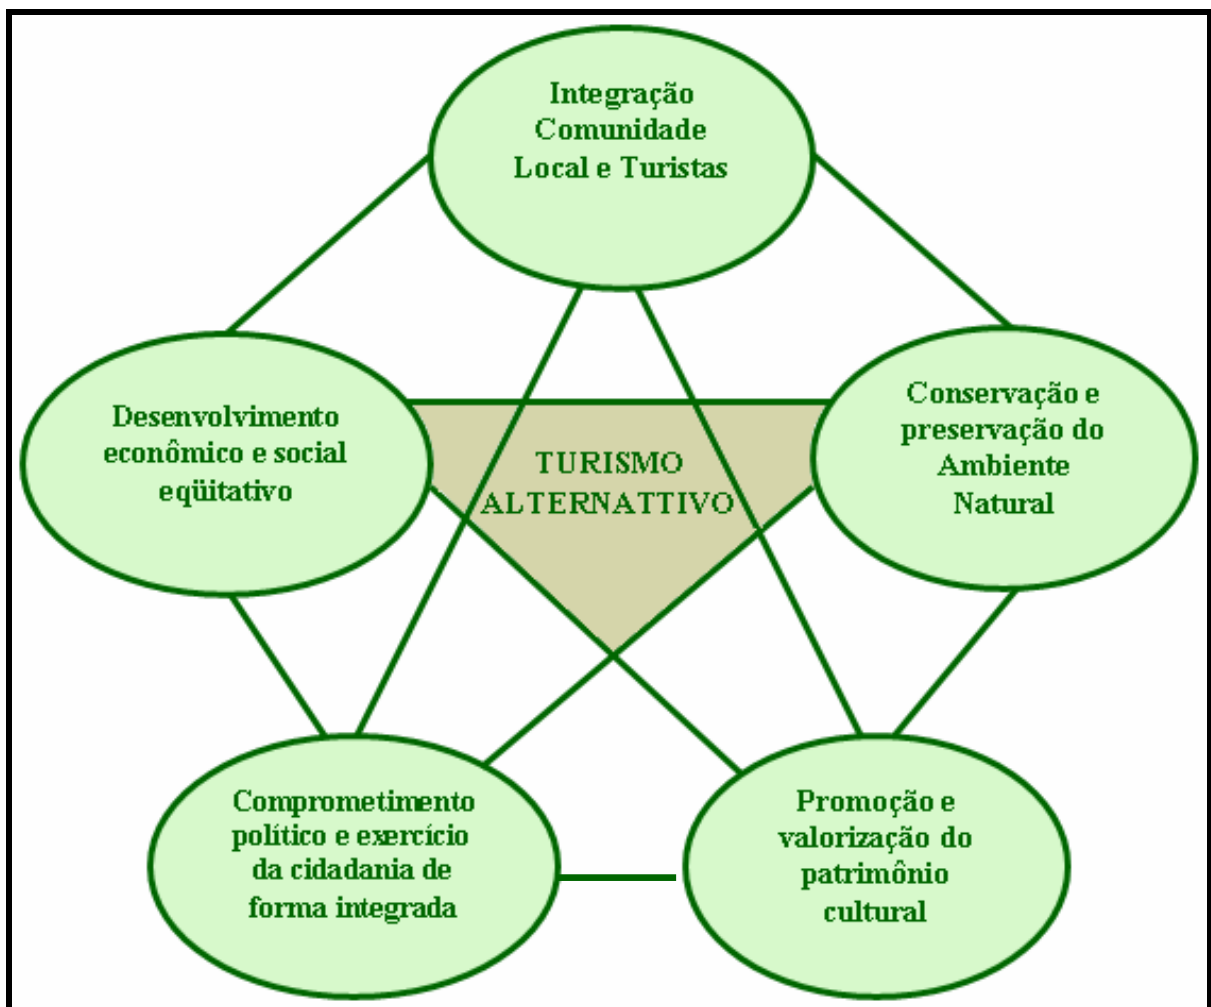 Integração
Comunidade
Local e Turistas
Desenvolvimento
econômico e social
eqüitativo
TURISMO
ALTERNATTIVO
Conservação e
preservação do
Ambiente
Natural
Comprometimento
político e exercício
da cidadania de
forma integrada
Promoção e
valorização do
patrimônio
cultural